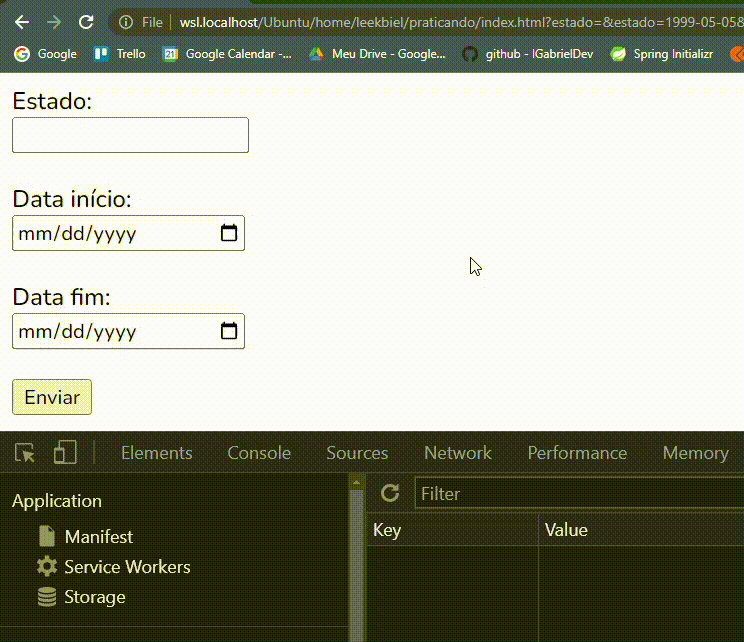 File wsl.localhost/Ubuntu/home/leekbiel/praticando/index.html?estado=&estado=1999-05-058
Google Trello 21 Google Calendar -... Meu Drive - Google... github - IGabrielDev Spring Initializr
Estado:
Data início:
mm/dd/yyyy
Data fim:
mm/dd/yyyy
Enviar
Elements Console Sources Network Performance Memory
Application
Filter
Manifest
Key Value
Service Workers
Storage